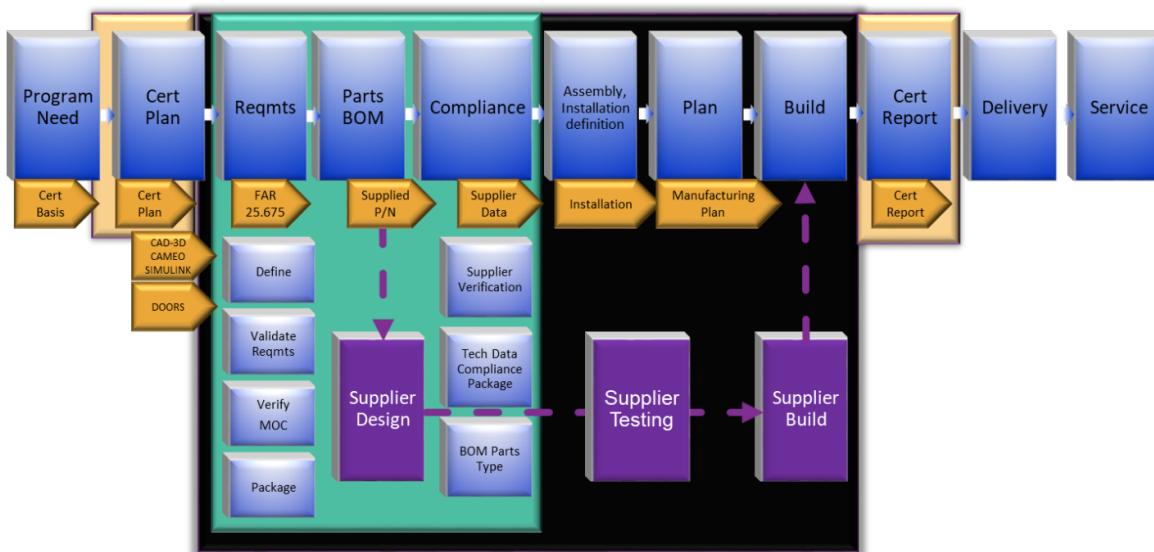 Program
Need
Cert
Plan
Reqmts
Parts
BOM
Compliance
Assembly,
Installation
definition
Plan
Build
Cert
Report
Delivery
Service
Cert
Basis
Cert
Plan
FAR
25.675
Supplied
P/N
Supplier
Data
Installation
Manufacturing
Plan
Cert
Report
CAD-3D
CAMEO
SIMULINK
DOORS
Define
Validate
Reqmts
Verify
MOC
Package
Supplier
Verification
Tech Data
Compliance
Package
BOM Parts
Type
Supplier
Design
Supplier
Testing
Supplier
Build